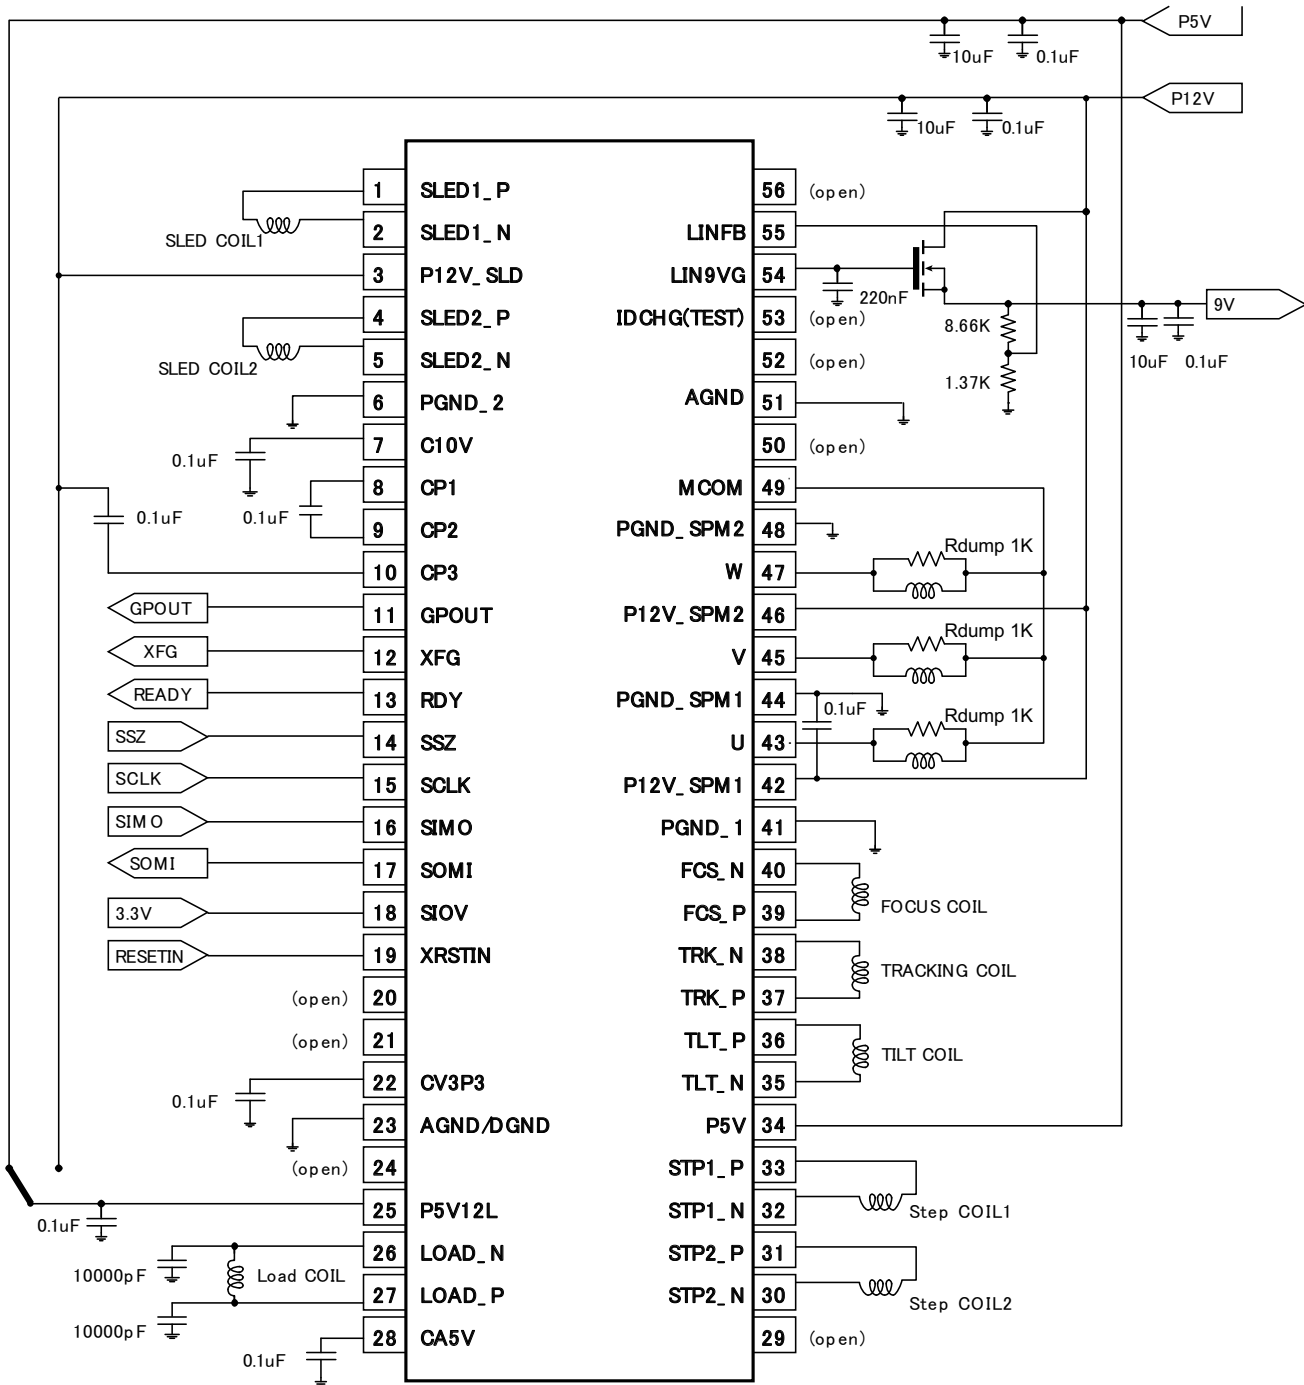 P5V
10uF
0.1uF
P12V
10uF
0.1uF
1 SLED1_P
SLED COIL1
2 SLED1_N
3 P12V_SLD
4 SLED2_P
SLED COIL2
5 SLED2_N
6 PGND_2
0.1uF
7 C10V
8 CP1
0.1uF
0.1uF
9 CP2
10 CP3
GPOUT
11 GPOUT
XFG
12 XFG
READY
13 RDY
SSZ
14 SSZ
SCLK
15 SCLK
SIMO
16 SIMO
SOMI
17 SOMI
3.3V
18 SIOV
RESETIN
19 XRSTIN
(open) 20
(open) 21
0.1uF
22 CV3P3
23 AGND/DGND
(open) 24
0.1uF
25 P5V12L
10000pF
Load COIL
26 LOAD_N
10000pF
27 LOAD_P
0.1uF
28 CA5V
56 (open)
LINFB 55
LIN9VG 54
220nF
8.66K
1.37K
9V
10uF
0.1uF
IDCHG(TEST) 53 (open)
52 (open)
AGND 51
50 (open)
MCOM 49
PGND_SPM2 48
Rdump 1K
W 47
P12V_SPM2 46
Rdump 1K
V 45
PGND_SPM1 44
0.1uF
Rdump 1K
U 43
P12V_SPM1 42
PGND_1 41
FCS_N 40
FOCUS COIL
FCS_P 39
TRK_N 38
TRACKING COIL
TRK_P 37
TLT_P 36
TILT COIL
TLT_N 35
P5V 34
STP1_P 33
STP1_N 32
Step COIL1
STP2_P 31
STP2_N 30
Step COIL2
29 (open)